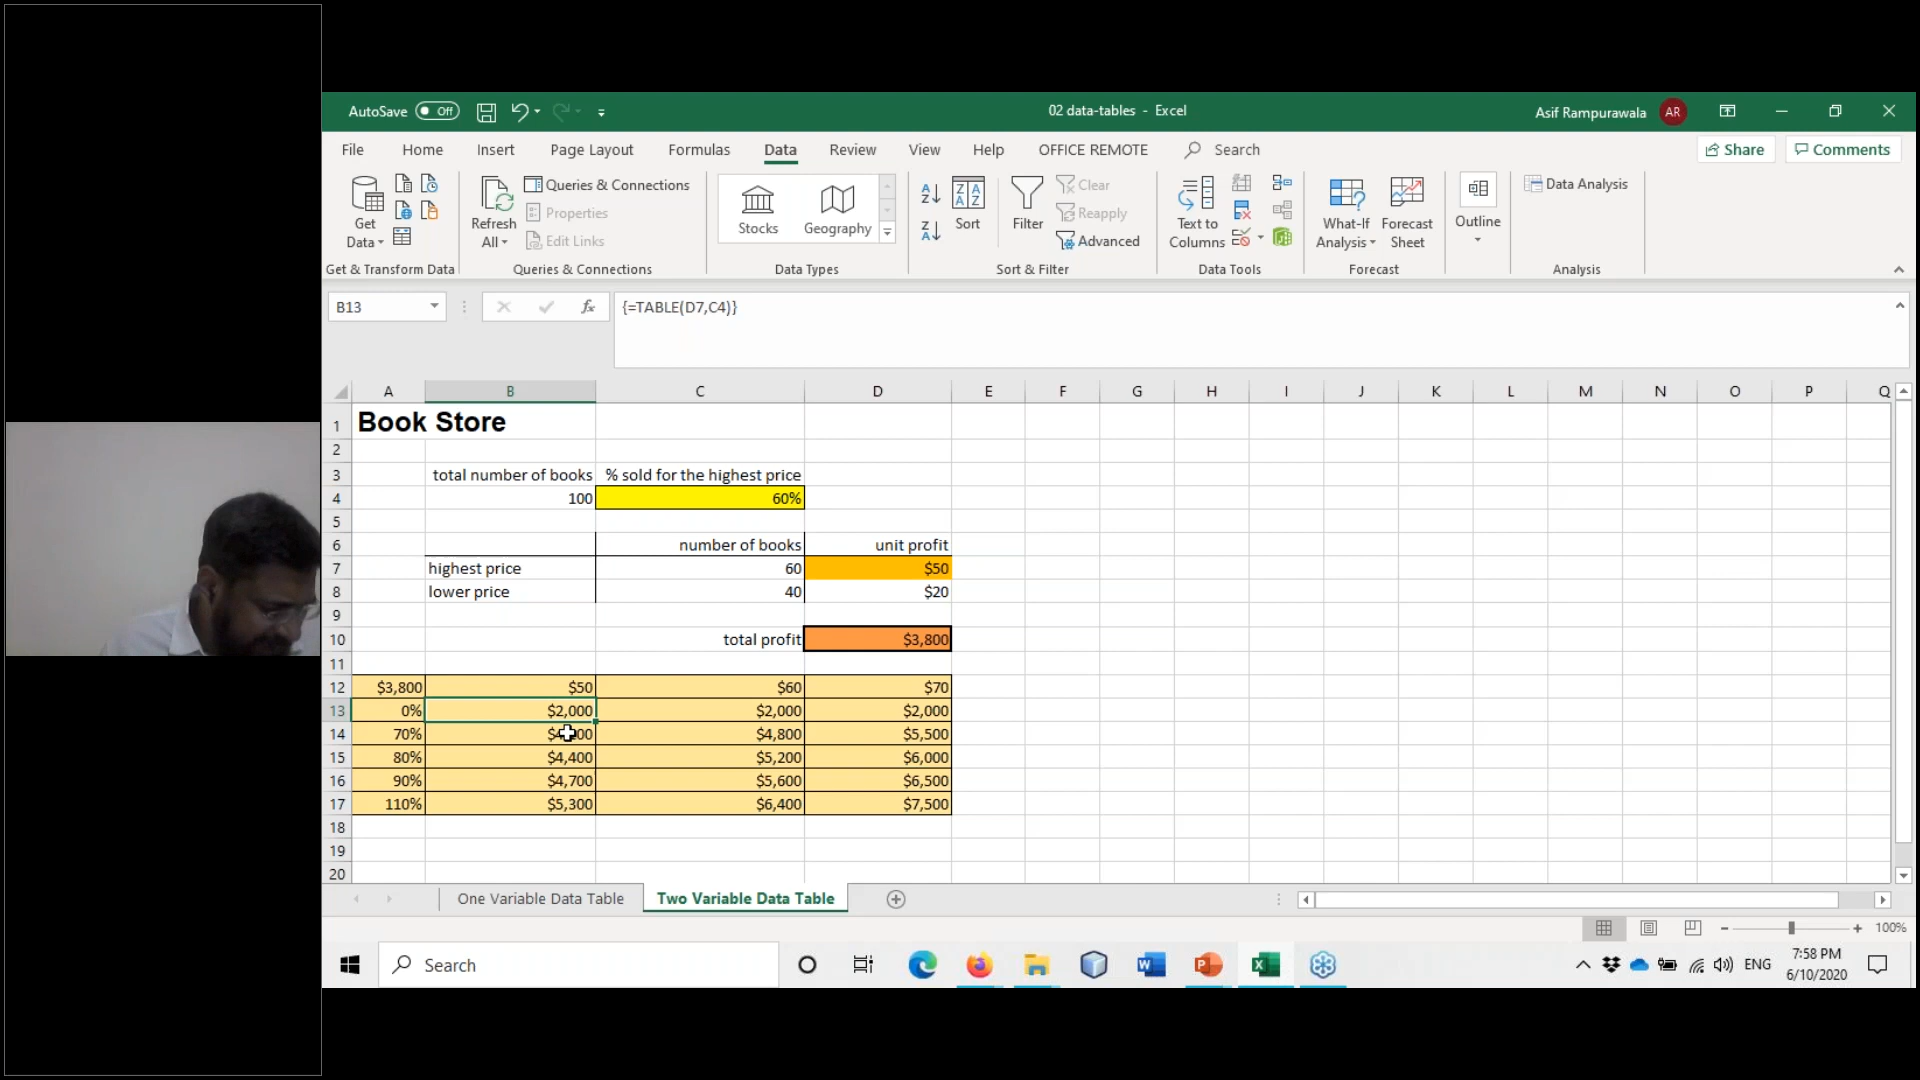 AutoSave Off 02 data-tables - Excel Asif Rampurawala AR
File Home Insert Page Layout Formulas Data Review View Help OFFICE REMOTE Search Share Comments
Get Data
Refresh All
Queries & Connections
Properties
Edit Links
Stocks Geography
Sort Filter
Clear
Reapply
Advanced
Text to Columns
What-If Analysis
Forecast Sheet
Outline
Data Analysis
Get & Transform Data Queries & Connections Data Types Sort & Filter Data Tools Forecast Analysis
B13 fx {=TABLE(D7,C4)}
A B C D E F G H I J K L M N O P Q
1 Book Store
2
3 total number of books % sold for the highest price
4 100 60%
5
6 number of books unit profit
7 highest price 60 $50
8 lower price 40 $20
9
10 total profit $3,800
11
12 $3,800 $50 $60 $70
13 0% $2,000 $2,000 $2,000
14 70% $4,800 $5,500
15 80% $4,400 $5,200 $6,000
16 90% $4,700 $5,600 $6,500
17 110% $5,300 $6,400 $7,500
18
19
20
One Variable Data Table Two Variable Data Table
100%
Search ENG 7:58 PM
6/10/2020